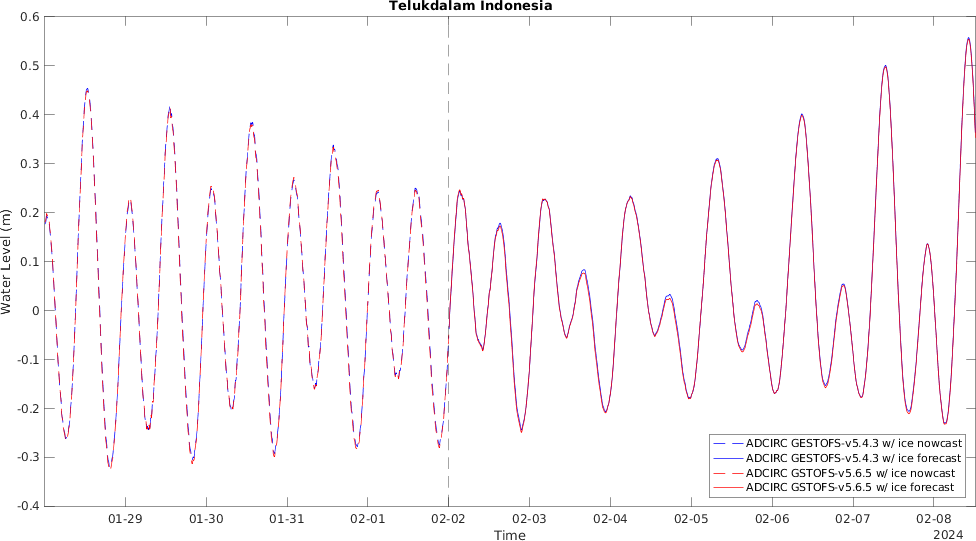 Telukdalam Indonesia
0.6
0.5
0.4
0.3
0.2
0.1
0
-0.1
-0.2
-0.3
-0.4
Water Level (m)
01-29 01-30 01-31 02-01 02-02 02-03 02-04 02-05 02-06 02-07 02-08
Time
2024
ADCIRC GESTOFS-v5.4.3 w/ ice nowcast
ADCIRC GESTOFS-v5.4.3 w/ ice forecast
ADCIRC GSTOFS-v5.6.5 w/ ice nowcast
ADCIRC GSTOFS-v5.6.5 w/ ice forecast